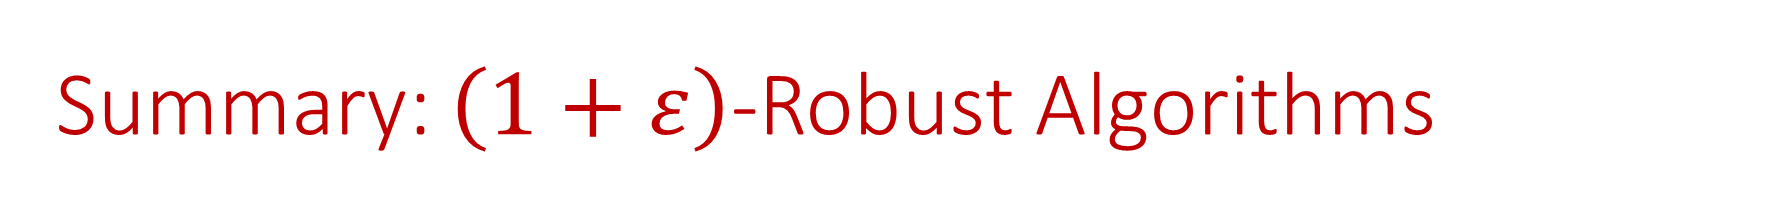 Summary: (1 + ε)-Robust Algorithms